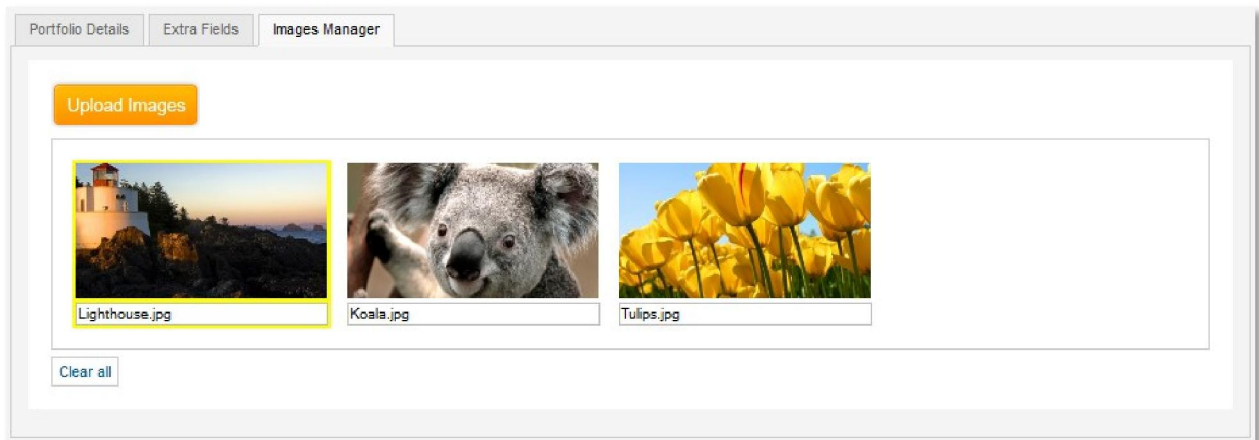 Portfolio Details Extra Fields Images Manager
Upload Images
Lighthouse.jpg Koala.jpg Tulips.jpg
Clear all